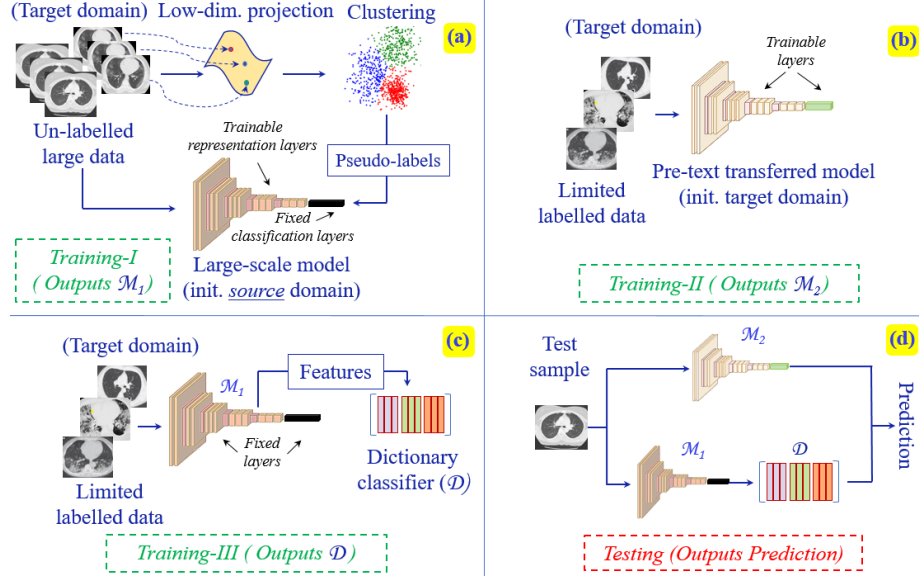 (Target domain)
Low-dim. projection
Clustering
(a)
Un-labelled
large data
Trainable
representation layers
Pseudo-labels
Fixed
classification layers
Training-I
( Outputs M1)
Large-scale model
(init. source domain)
(Target domain)
(b)
Trainable
layers
Limited
labelled data
Pre-text transferred model
(init. target domain)
Training-II ( Outputs M2)
(c)
(Target domain)
M1
Features
Fixed
layers
Limited
labelled data
Dictionary
classifier (D)
Training-III ( Outputs D)
(d)
Test
sample
M2
M1
D
Prediction
Testing (Outputs Prediction)